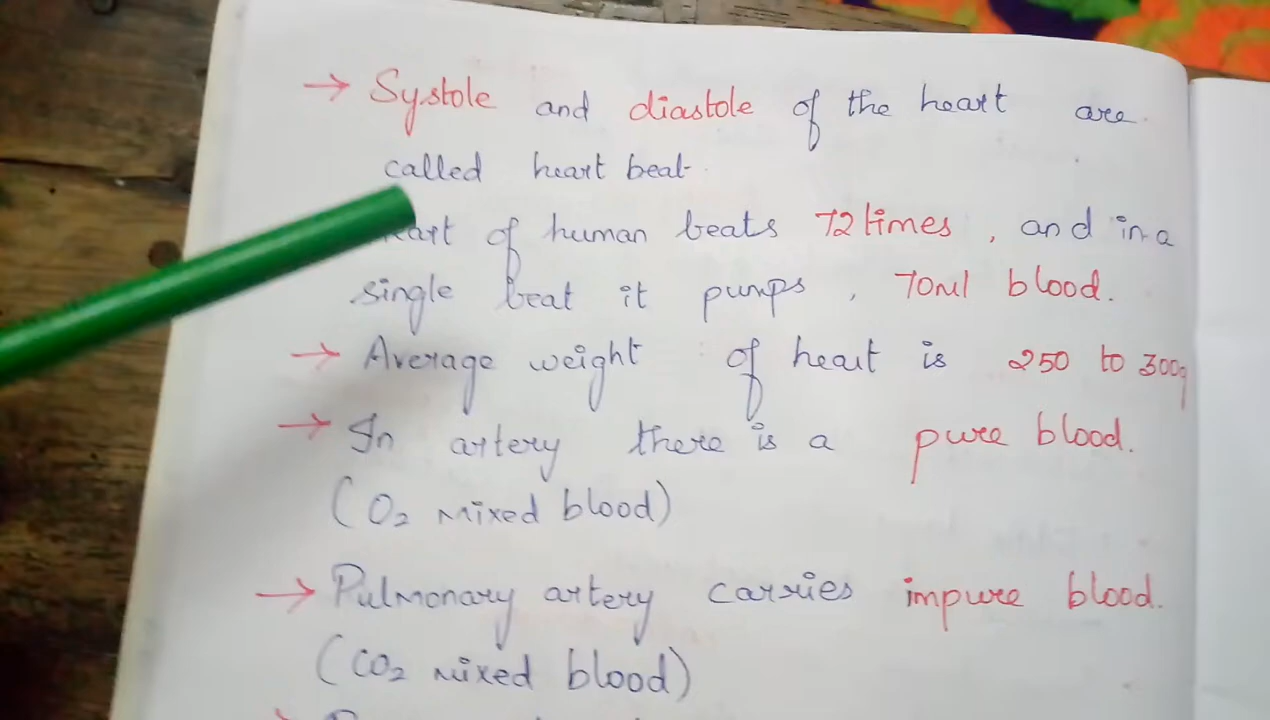 → Systole and diastole of the heart are
called heart beat.
of human beats 72 times, and in a
single beat it pumps, 70ml blood.
→ Average weight of heart is 250 to 300g
→ In artery there is a pure blood.
(O₂ mixed blood)
→ Pulmonary artery carries impure blood.
(CO₂ mixed blood)